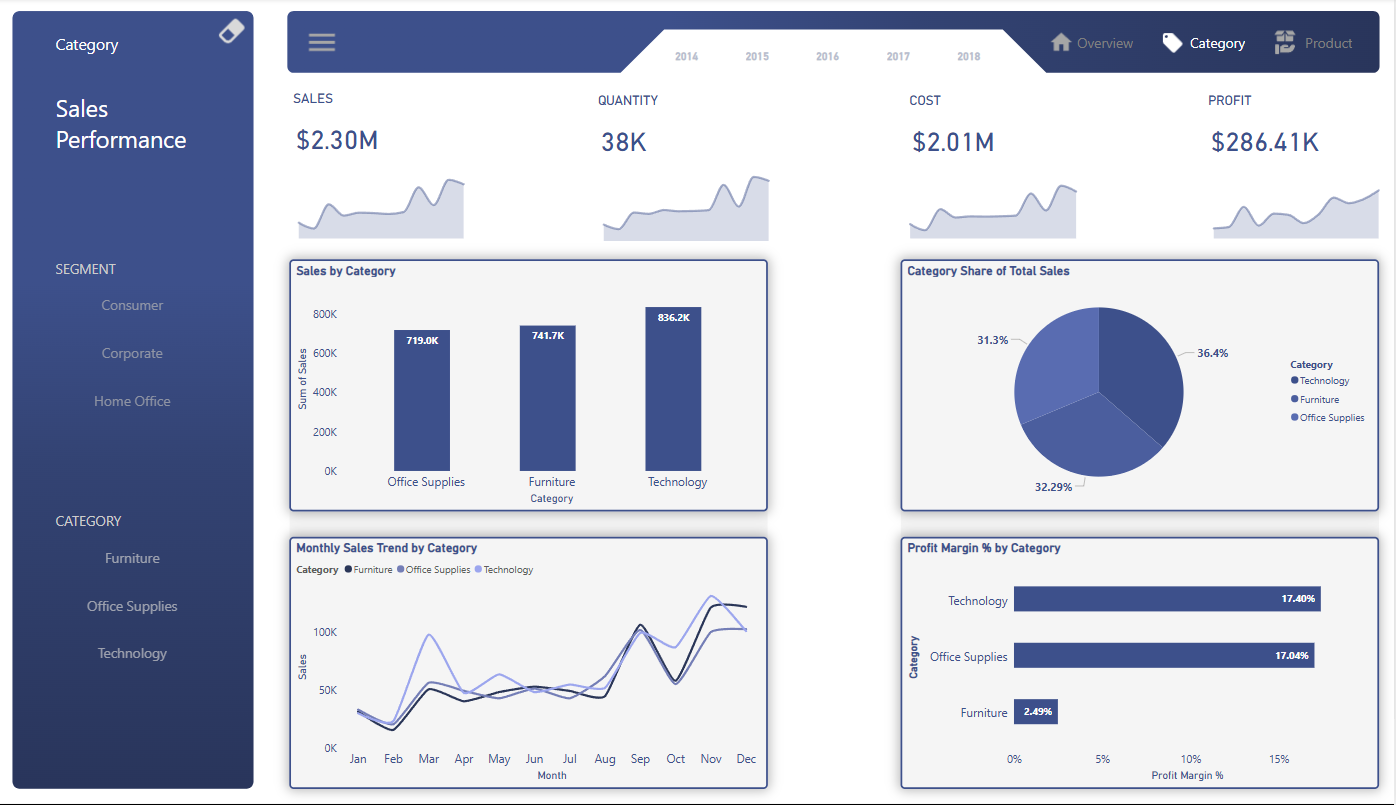 Category
Sales
Performance
SEGMENT
Consumer
Corporate
Home Office
CATEGORY
Furniture
Office Supplies
Technology
2014 2015 2016 2017 2018
Overview Category Product
SALES
$2.30M
QUANTITY
38K
COST
$2.01M
PROFIT
$286.41K
Sales by Category
Sum of Sales
800K
600K
400K
200K
0K
719.0K 741.7K 836.2K
Office Supplies Furniture Technology
Category
Category Share of Total Sales
31.3%
36.4%
32.29%
Category
Technology
Furniture
Office Supplies
Monthly Sales Trend by Category
Category Furniture Office Supplies Technology
Sales
100K
50K
0K
Jan Feb Mar Apr May Jun Jul Aug Sep Oct Nov Dec
Month
Profit Margin % by Category
Category
Technology 17.40%
Office Supplies 17.04%
Furniture 2.49%
0% 5% 10% 15%
Profit Margin %